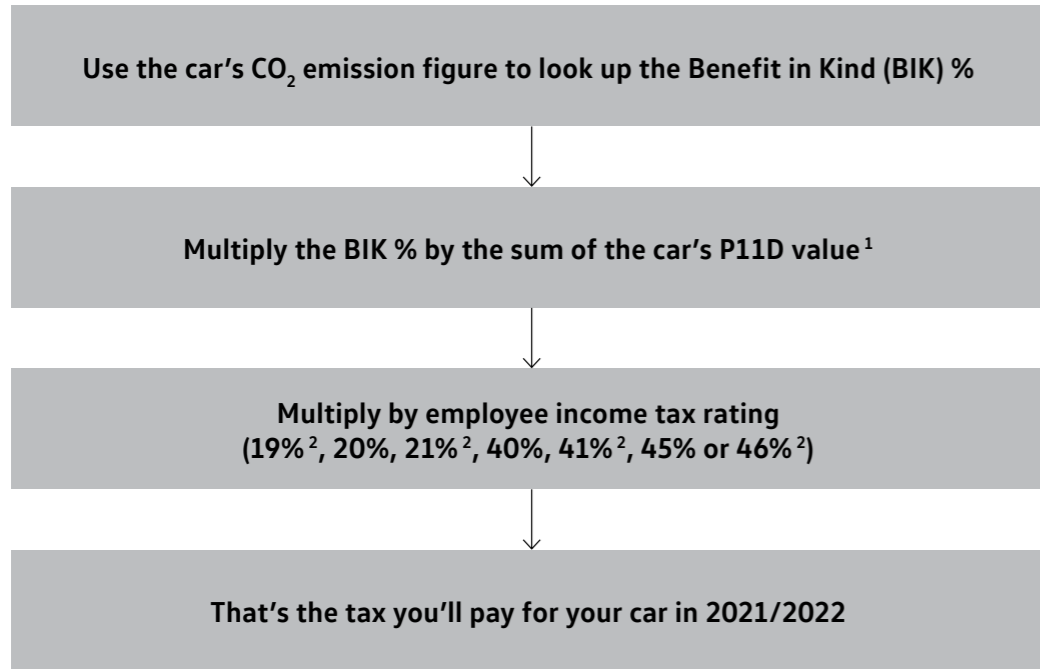 Use the car's CO₂ emission figure to look up the Benefit in Kind (BIK) %
Multiply the BIK % by the sum of the car's P11D value ¹
Multiply by employee income tax rating
(19% ², 20%, 21% ², 40%, 41% ², 45% or 46% ²)
That's the tax you'll pay for your car in 2021/2022